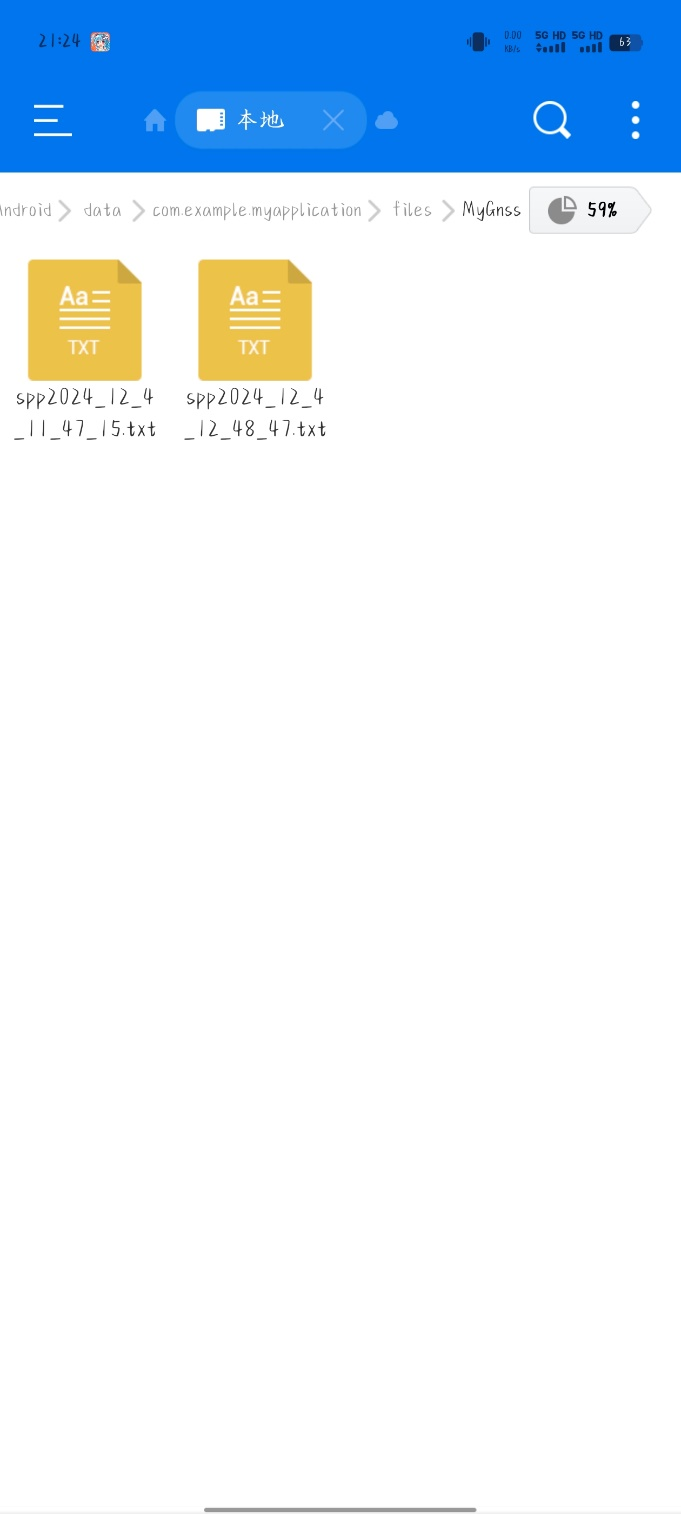 21:24
0.00
KB/s
5G HD 5G HD
63
本地
Android
data
com.example.myapplication
files
MyGnss
59%
Aa
TXT
Aa
TXT
spp2024_12_4
_11_47_15.txt
spp2024_12_4
_12_48_47.txt